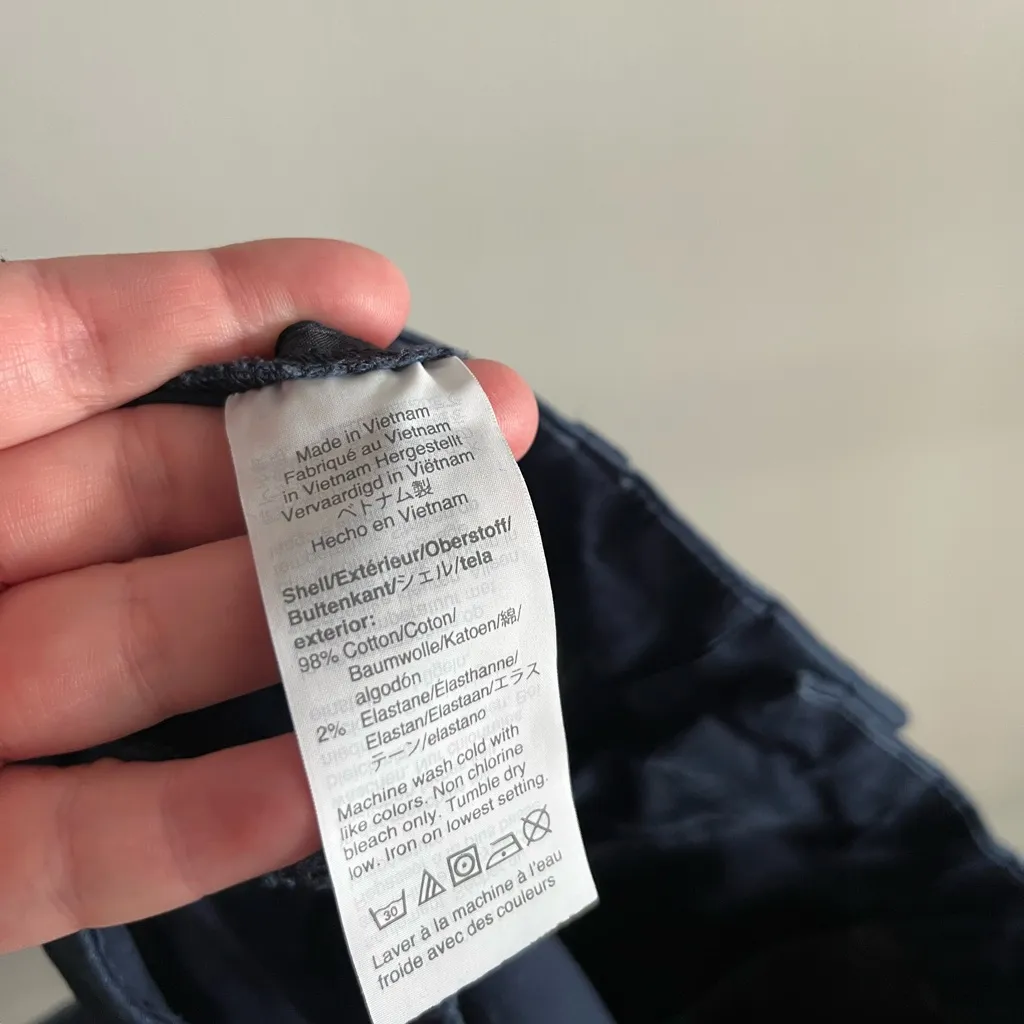 Made in Vietnam
Fabriqué au Vietnam
in Vietnam Hergestellt
Vervaardigd in Viëtnam
ベトナム製
Hecho en Vietnam
Shell/Extérieur/Oberstoff/
Buitenkant/シェル/tela
exterior:
98% Cotton/Coton/
Baumwolle/Katoen/綿/
algodón
2% Elastane/Elasthanne/
Elastan/Elastaan/エラス
テーン/elastano
Machine wash cold with
like colors. Non chlorine
bleach only. Tumble dry
low. Iron on lowest setting.
30
Laver à la machine à l'eau
froide avec des couleurs